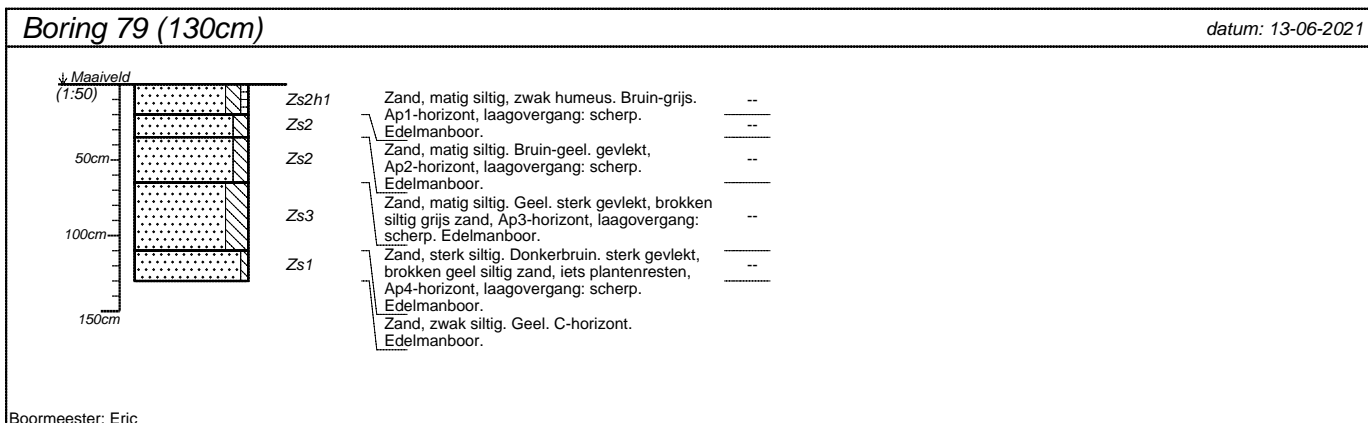 Boring 79 (130cm)
datum: 13-06-2021
Maaiveld
(1:50)
50cm
100cm
150cm
Zs2h1
Zand, matig siltig, zwak humeus. Bruin-grijs.
Ap1-horizont, laagovergang: scherp.
Edelmanboor.
--
Zs2
Zand, matig siltig. Bruin-geel. gevlekt,
Ap2-horizont, laagovergang: scherp.
Edelmanboor.
--
Zs2
Zand, matig siltig. Geel. sterk gevlekt, brokken
siltig grijs zand, Ap3-horizont, laagovergang:
scherp. Edelmanboor.
--
Zs3
Zand, sterk siltig. Donkerbruin. sterk gevlekt,
brokken geel siltig zand, iets plantenresten,
Ap4-horizont, laagovergang: scherp.
Edelmanboor.
--
Zs1
Zand, zwak siltig. Geel. C-horizont.
Edelmanboor.
--
Boormeester: Eric